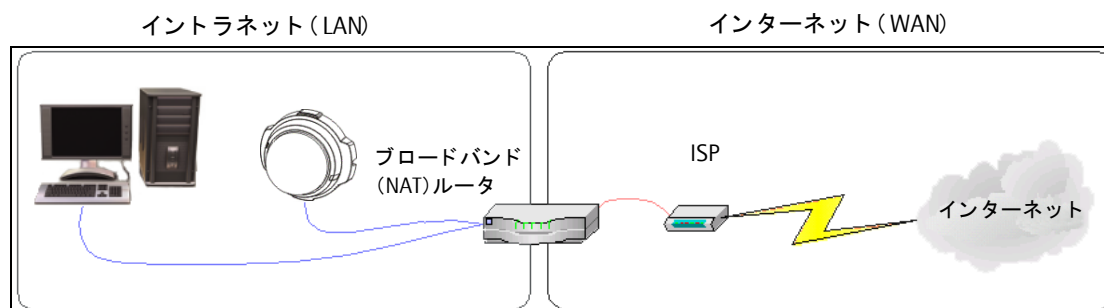 イントラネット(LAN)
インターネット(WAN)
ブロードバンド
(NAT)ルータ
ISP
インターネット